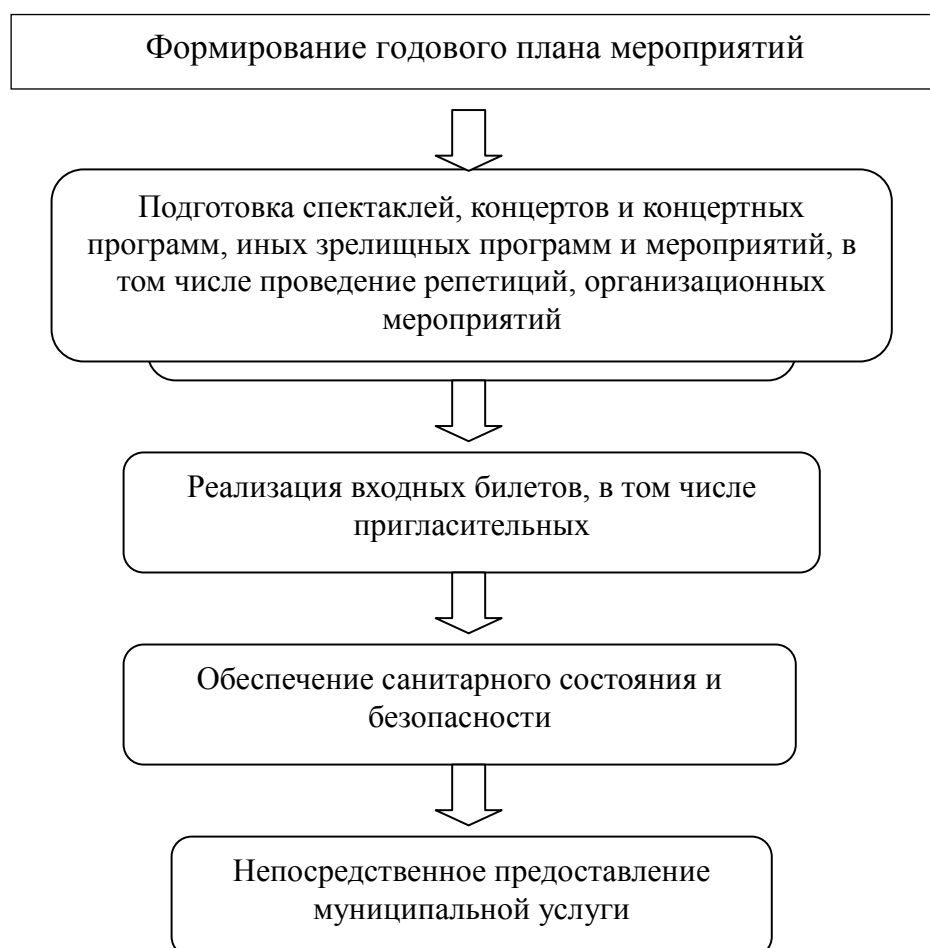 Формирование годового плана мероприятий
Подготовка спектаклей, концертов и концертных
программ, иных зрелищных программ и мероприятий, в
том числе проведение репетиций, организационных
мероприятий
Реализация входных билетов, в том числе
пригласительных
Обеспечение санитарного состояния и
безопасности
Непосредственное предоставление
муниципальной услуги